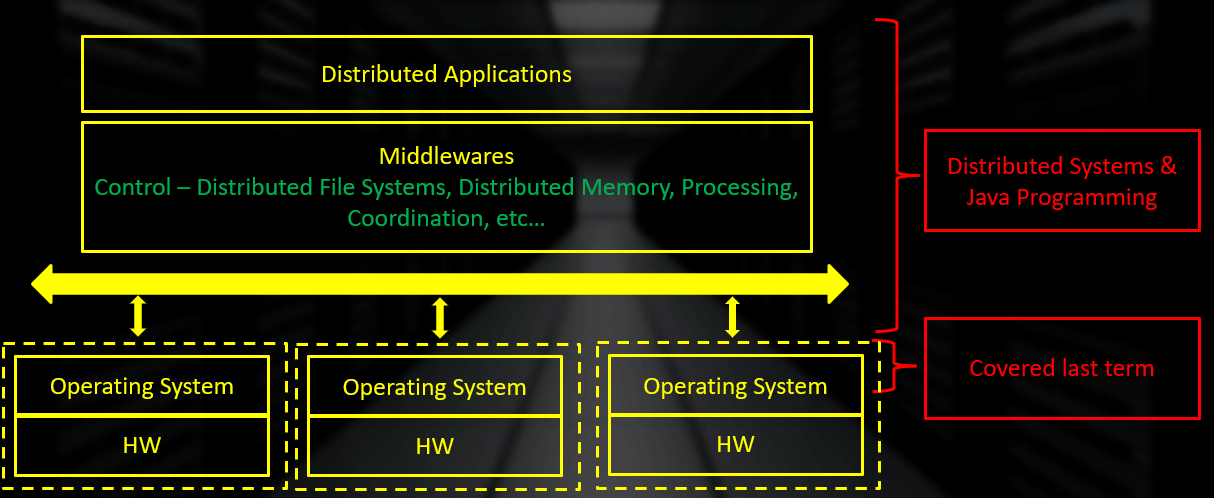 Distributed Applications
Middlewares
Control – Distributed File Systems, Distributed Memory, Processing,
Coordination, etc…
Distributed Systems &
Java Programming
Operating System
HW
Operating System
HW
Operating System
HW
Covered last term